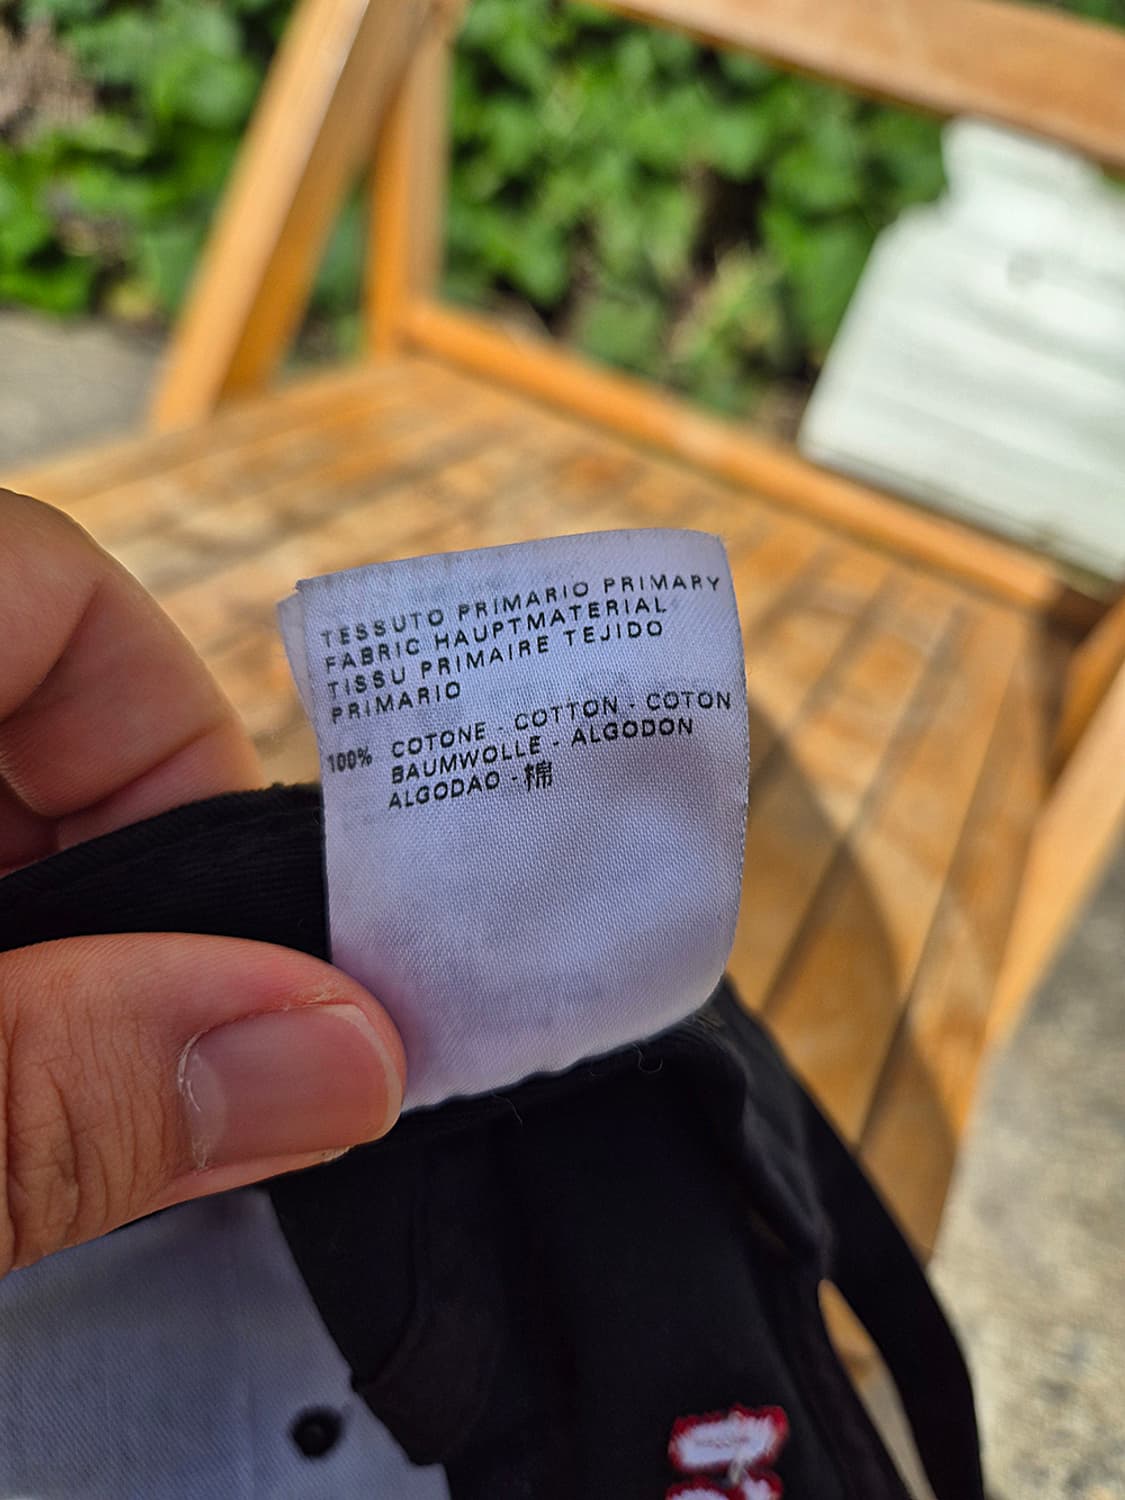 TESSUTO PRIMARIO PRIMARY
FABRIC HAUPTMATERIAL
TISSU PRIMAIRE TEJIDO
PRIMARIO
100% COTONE - COTTON - COTON
BAUMWOLLE - ALGODON
ALGODAO - 棉